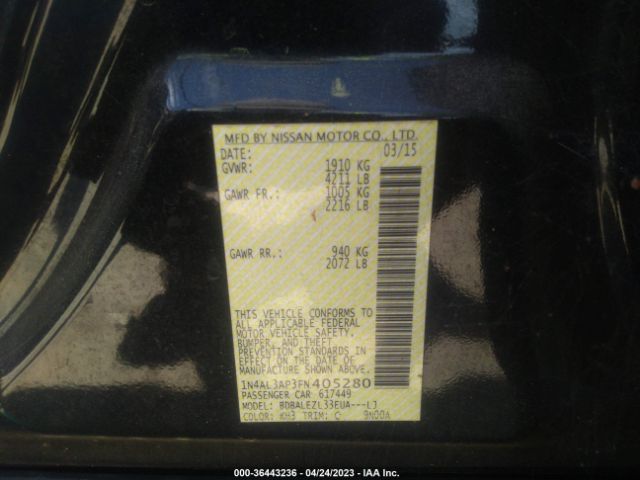 MFD BY NISSAN MOTOR CO., LTD.
DATE: 03/15
GVWR: 1910 KG
4211 LB
GAWR FR.: 1005 KG
2216 LB
GAWR RR.: 940 KG
2072 LB
THIS VEHICLE CONFORMS TO
ALL APPLICABLE FEDERAL
MOTOR VEHICLE SAFETY,
BUMPER, AND THEFT
PREVENTION STANDARDS IN
EFFECT ON THE DATE OF
MANUFACTURE SHOWN ABOVE.
1N4AL3AP3FN405280
PASSENGER CAR 617449
MODEL: BDBALEZL33EUA---LJ
COLOR: KH3 TRIM: G 9N00A
000-36443236 - 04/24/2023 - IAA Inc.